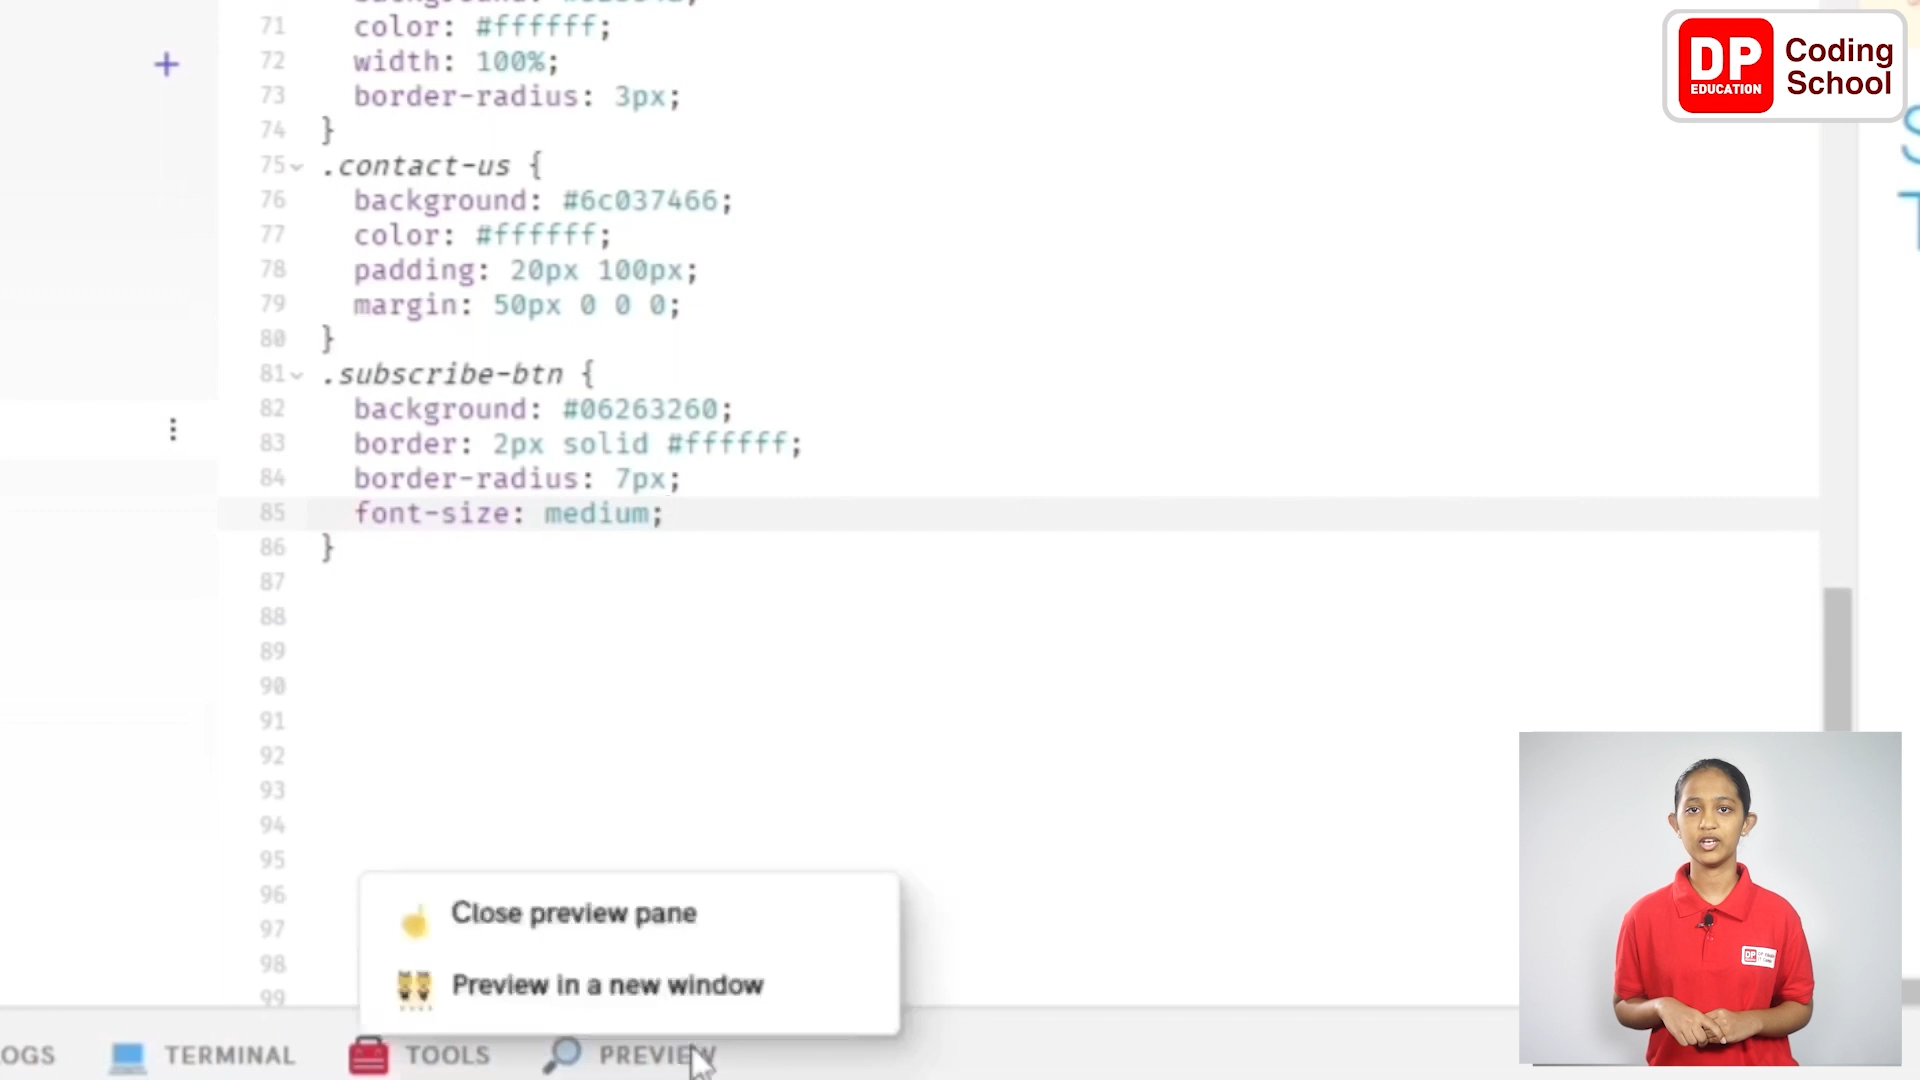 71 color: #ffffff;
72 width: 100%;
73 border-radius: 3px;
74 }
75 .contact-us {
76 background: #6c037466;
77 color: #ffffff;
78 padding: 20px 100px;
79 margin: 50px 0 0 0;
80 }
81 .subscribe-btn {
82 background: #06263260;
83 border: 2px solid #ffffff;
84 border-radius: 7px;
85 font-size: medium;
86 }
87
88
89
90
91
92
93
94
95
96
97
98
99
Close preview pane
Preview in a new window
OGS TERMINAL TOOLS PREVIEW
DP EDUCATION
Coding School